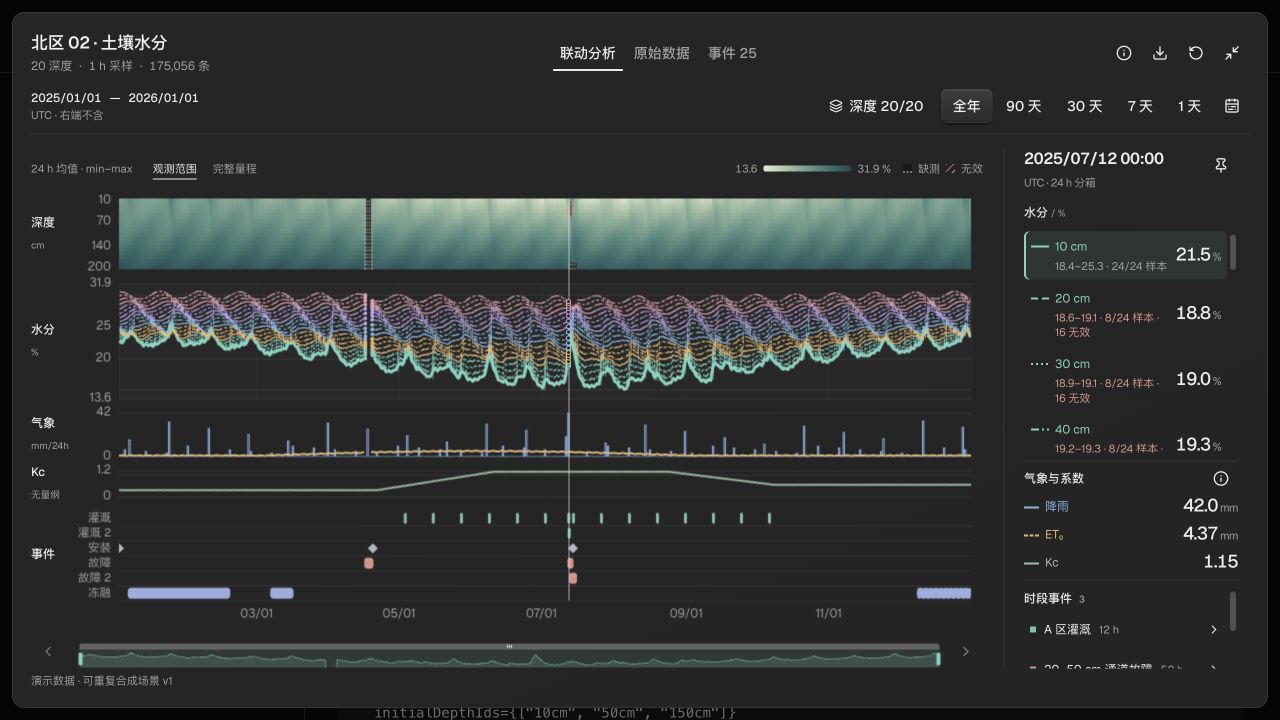 北区 02 · 土壤水分
20 深度 · 1 h 采样 · 175,056 条
联动分析 原始数据 事件 25
2025/01/01 — 2026/01/01
UTC · 右端不含
深度 20/20 全年 90 天 30 天 7 天 1 天
24 h 均值 · min–max 观测范围 完整量程
13.6 31.9 % 缺测 无效
深度
cm
10
70
140
200
水分
%
31.9
25
20
13.6
气象
mm/24h
42
0
Kc
无量纲
1.2
0
事件
灌溉
灌溉 2
安装
故障
故障 2
冻融
03/01 05/01 07/01 09/01 11/01
演示数据 · 可重复合成场景 v1
2025/07/12 00:00
UTC · 24 h 分箱
水分 / %
10 cm
18.4–25.3 · 24/24 样本
21.5 %
20 cm
18.6–19.1 · 8/24 样本 ·
16 无效
18.8 %
30 cm
18.9–19.1 · 8/24 样本 ·
16 无效
19.0 %
40 cm
19.2–19.3 · 8/24 样本 ·
19.3 %
气象与系数
降雨 42.0 mm
ET₀ 4.37 mm
Kc 1.15
时段事件 3
A 区灌溉 12 h
initialDepthIds={["10cm", "50cm", "150cm"]}